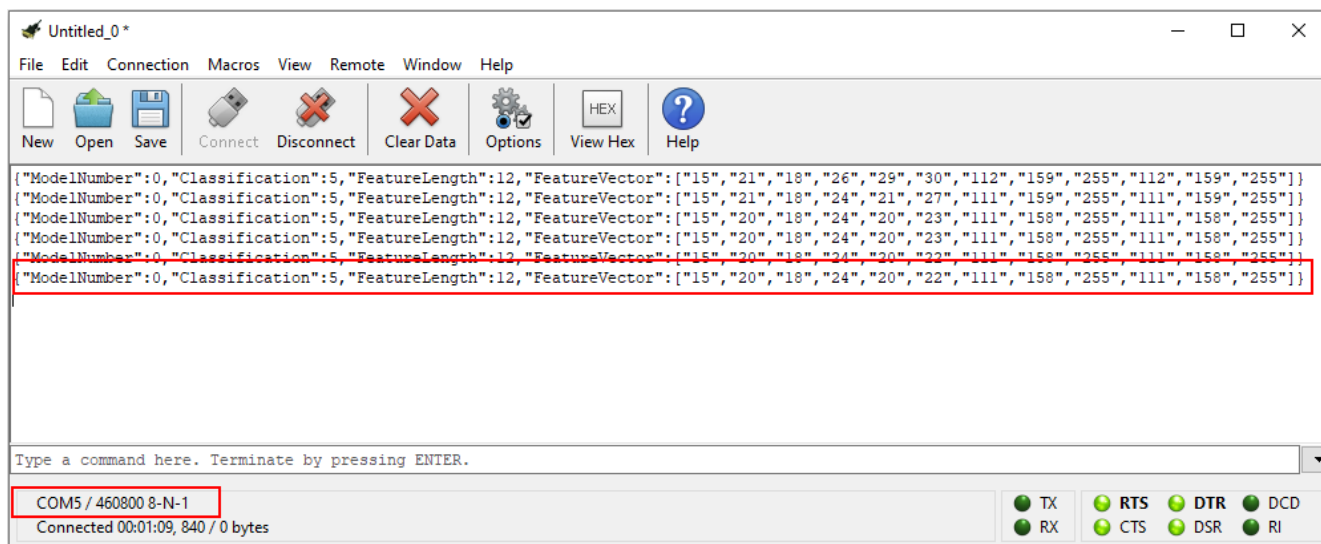 Untitled_0 *
File Edit Connection Macros View Remote Window Help
HEX ?
New Open Save Connect Disconnect Clear Data Options View Hex Help
{"ModelNumber":0,"Classification":5,"FeatureLength":12,"FeatureVector":["15","21","18","26","29","30","112","159","255","112","159","255"]}
{"ModelNumber":0,"Classification":5,"FeatureLength":12,"FeatureVector":["15","21","18","24","21","27","111","159","255","111","159","255"]}
{"ModelNumber":0,"Classification":5,"FeatureLength":12,"FeatureVector":["15","20","18","24","20","23","111","158","255","111","158","255"]}
{"ModelNumber":0,"Classification":5,"FeatureLength":12,"FeatureVector":["15","20","18","24","20","23","111","158","255","111","158","255"]}
{"ModelNumber":0,"Classification":5,"FeatureLength":12,"FeatureVector":["15","20","18","24","20","22","111","158","255","111","158","255"]}
{"ModelNumber":0,"Classification":5,"FeatureLength":12,"FeatureVector":["15","20","18","24","20","22","111","158","255","111","158","255"]}
Type a command here. Terminate by pressing ENTER.
COM5 / 460800 8-N-1 TX RTS DTR DCD
Connected 00:01:09, 840 / 0 bytes RX CTS DSR RI